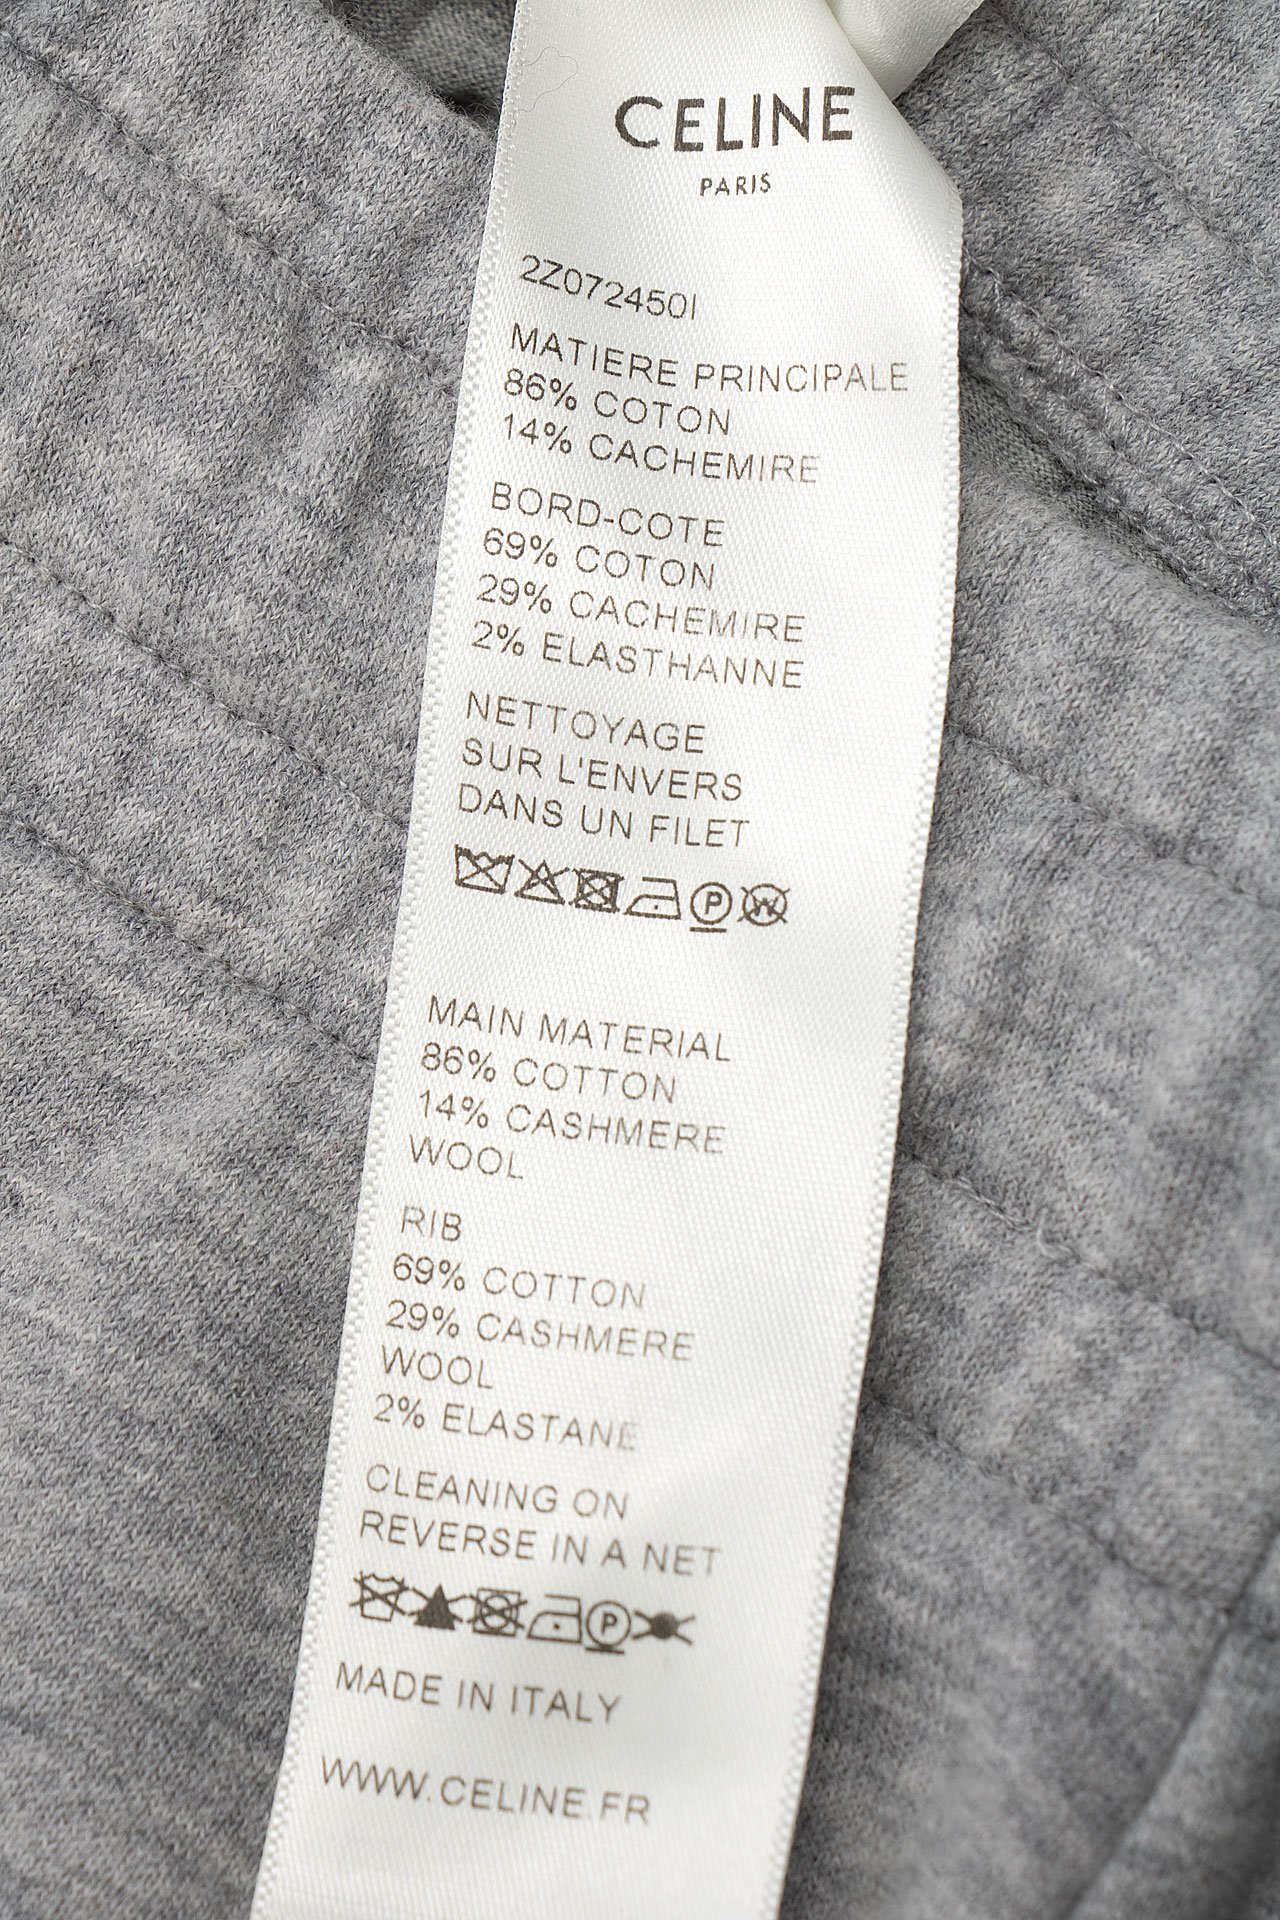 CELINE
PARIS
2Z072450I
MATIERE PRINCIPALE
86% COTON
14% CACHEMIRE
BORD-COTE
69% COTON
29% CACHEMIRE
2% ELASTHANNE
NETTOYAGE
SUR L'ENVERS
DANS UN FILET
P W
MAIN MATERIAL
86% COTTON
14% CASHMERE
WOOL
RIB
69% COTTON
29% CASHMERE
WOOL
2% ELASTANE
CLEANING ON
REVERSE IN A NET
P
MADE IN ITALY
WWW.CELINE.FR